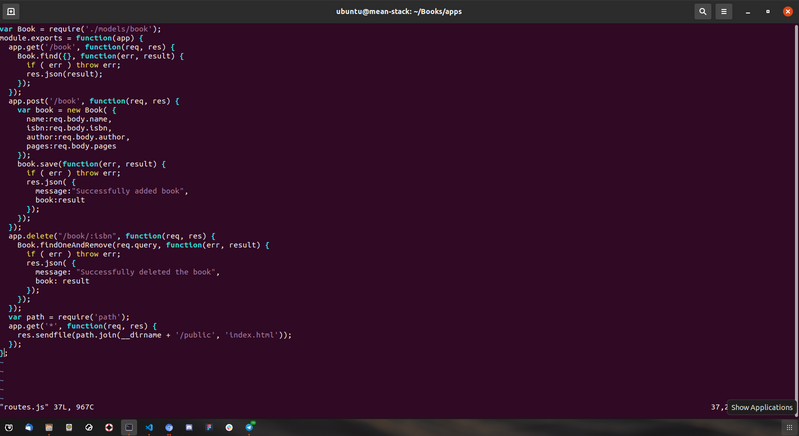 ubuntu@mean-stack: ~/Books/apps
var Book = require('./models/book');
module.exports = function(app) {
  app.get('/book', function(req, res) {
    Book.find({}, function(err, result) {
      if ( err ) throw err;
      res.json(result);
    });
  });
  app.post('/book', function(req, res) {
    var book = new Book( {
      name:req.body.name,
      isbn:req.body.isbn,
      author:req.body.author,
      pages:req.body.pages
    });
    book.save(function(err, result) {
      if ( err ) throw err;
      res.json( {
        message:"Successfully added book",
        book:result
      });
    });
  });
  app.delete("/book/:isbn", function(req, res) {
    Book.findOneAndRemove(req.query, function(err, result) {
      if ( err ) throw err;
      res.json( {
        message: "Successfully deleted the book",
        book: result
      });
    });
  });
  var path = require('path');
  app.get('*', function(req, res) {
    res.sendfile(path.join(__dirname + '/public', 'index.html'));
  });
};
~
~
~
~
~
"routes.js" 37L, 967C
37,2
Show Applications